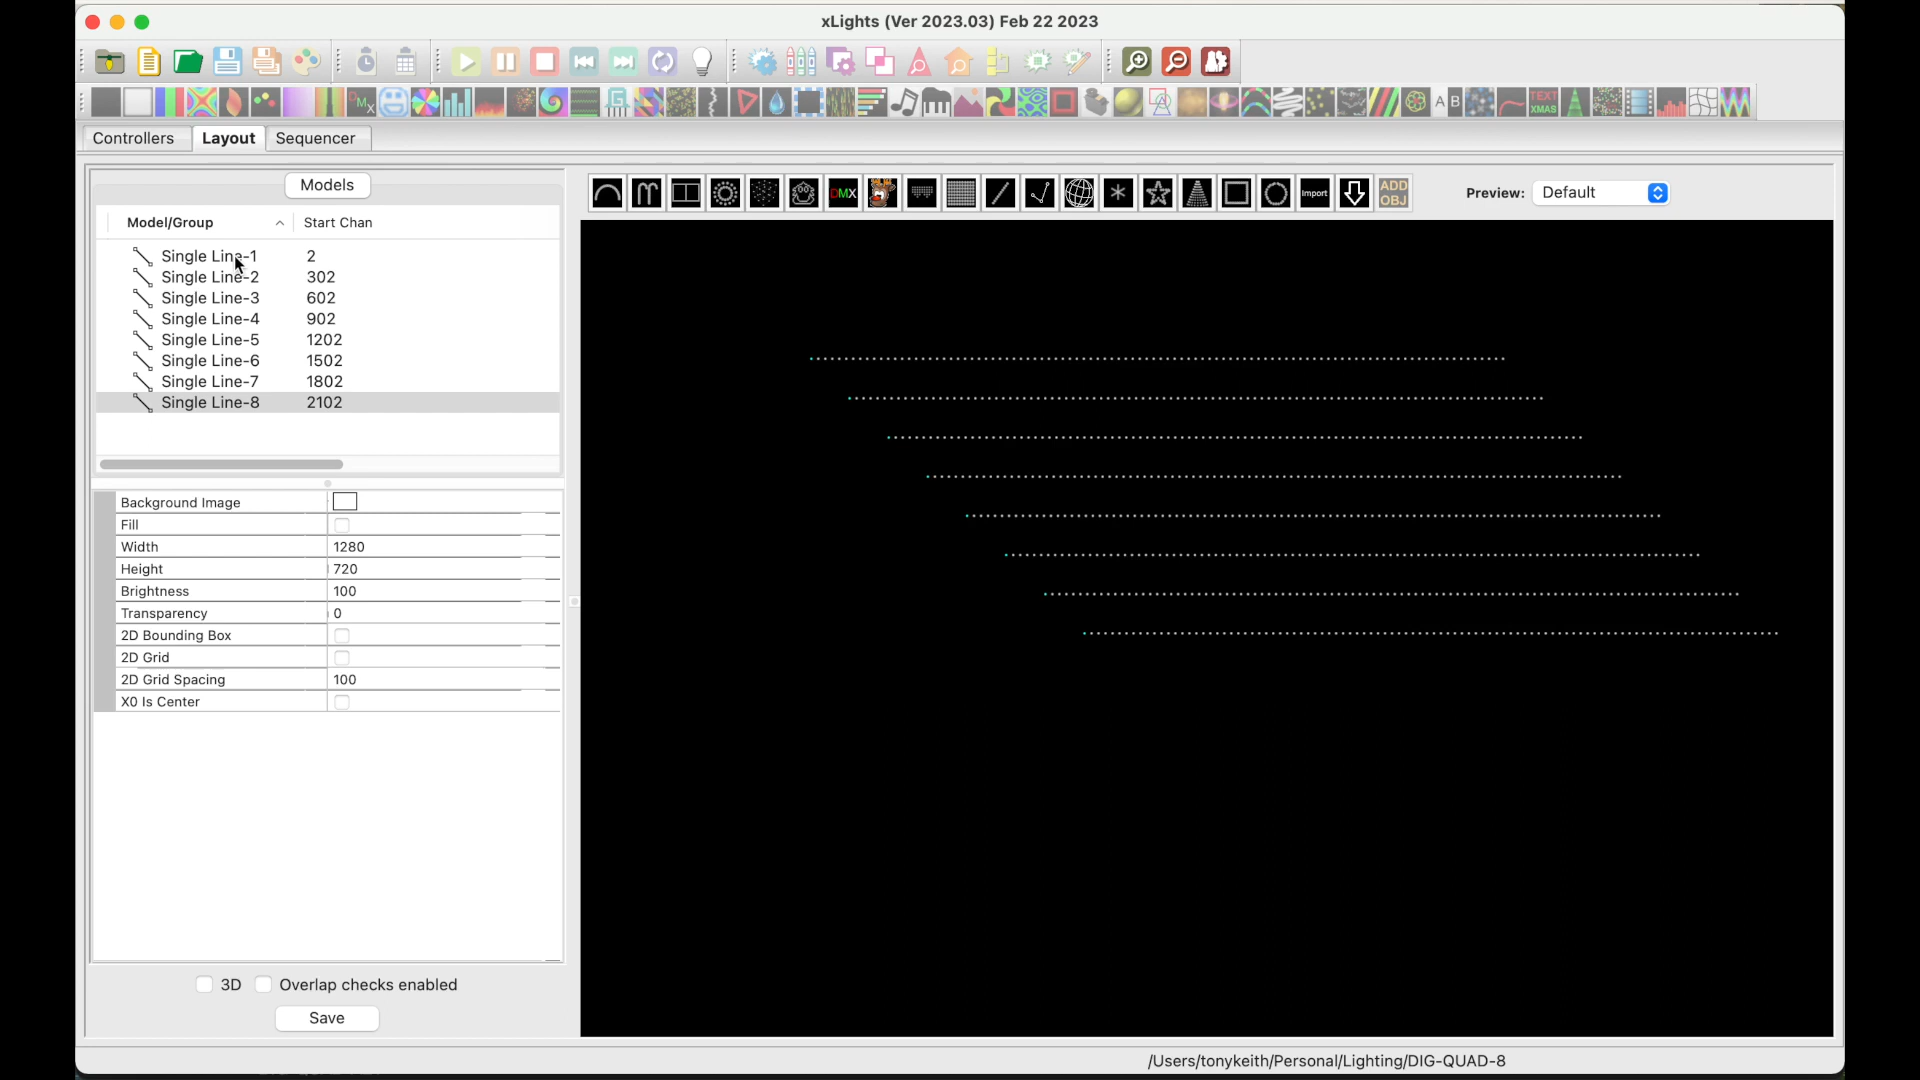 xLights (Ver 2023.03) Feb 22 2023
Controllers Layout Sequencer
Models
Import
ADD OBJ
Preview: Default
Model/Group Start Chan
Single Line-1 2
Single Line-2 302
Single Line-3 602
Single Line-4 902
Single Line-5 1202
Single Line-6 1502
Single Line-7 1802
Single Line-8 2102
Background Image
Fill
Width 1280
Height 720
Brightness 100
Transparency 0
2D Bounding Box
2D Grid
2D Grid Spacing 100
X0 Is Center
3D Overlap checks enabled
Save
/Users/tonykeith/Personal/Lighting/DIG-QUAD-8